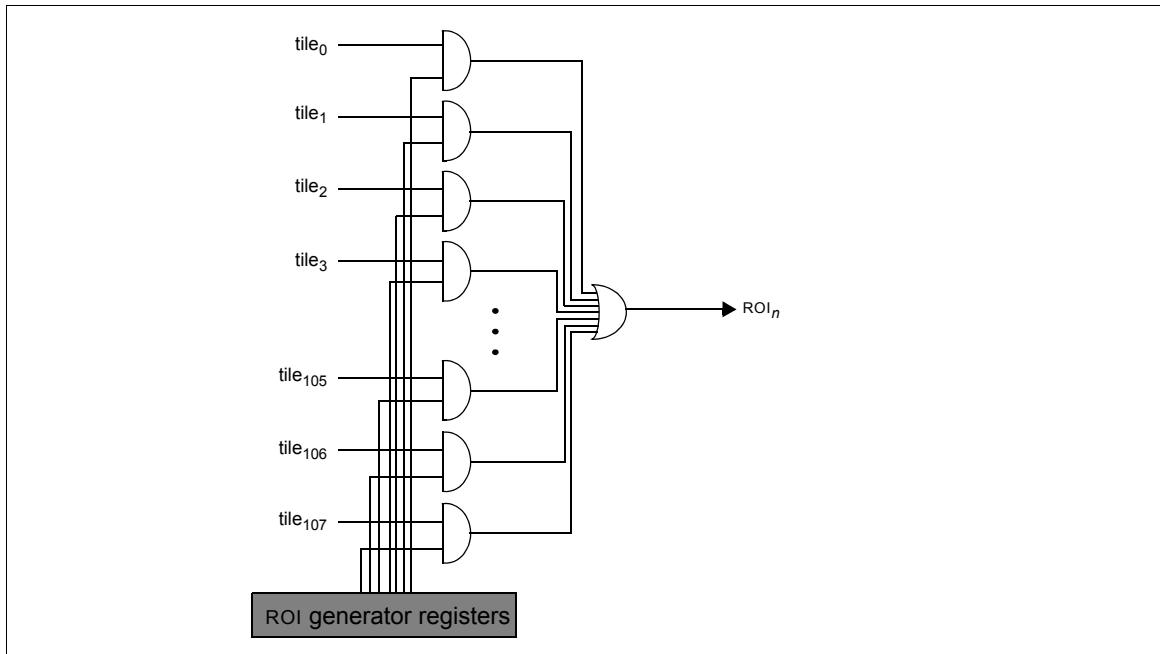 tile0
tile1
tile2
tile3
ROIn
tile105
tile106
tile107
ROI generator registers